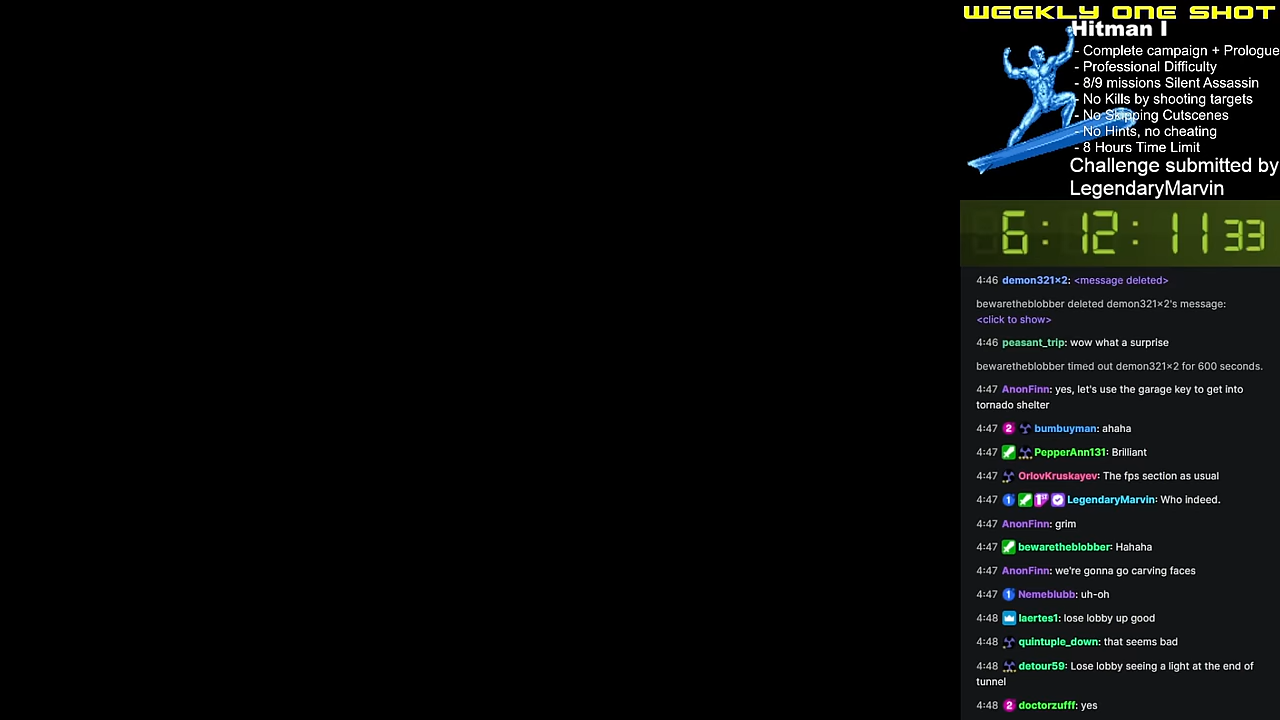 WEEKLY ONE SHOT
Hitman I
- Complete campaign + Prologue
- Professional Difficulty
- 8/9 missions Silent Assassin
- No Kills by shooting targets
- No Skipping Cutscenes
- No Hints, no cheating
- 8 Hours Time Limit
Challenge submitted by
LegendaryMarvin
6:12:11 33
4:46 demon321x2: <message deleted>
bewaretheblobber deleted demon321x2's message:
<click to show>
4:46 peasant_trip: wow what a surprise
bewaretheblobber timed out demon321x2 for 600 seconds.
4:47 AnonFinn: yes, let's use the garage key to get into
tornado shelter
4:47 2 bumbuyman: ahaha
4:47 PepperAnn131: Brilliant
4:47 OrlovKruskayev: The fps section as usual
4:47 1 1ST LegendaryMarvin: Who indeed.
4:47 AnonFinn: grim
4:47 bewaretheblobber: Hahaha
4:47 AnonFinn: we're gonna go carving faces
4:47 1 Nemeblubb: uh-oh
4:48 laertes1: lose lobby up good
4:48 quintuple_down: that seems bad
4:48 detour59: Lose lobby seeing a light at the end of
tunnel
4:48 2 doctorzufff: yes